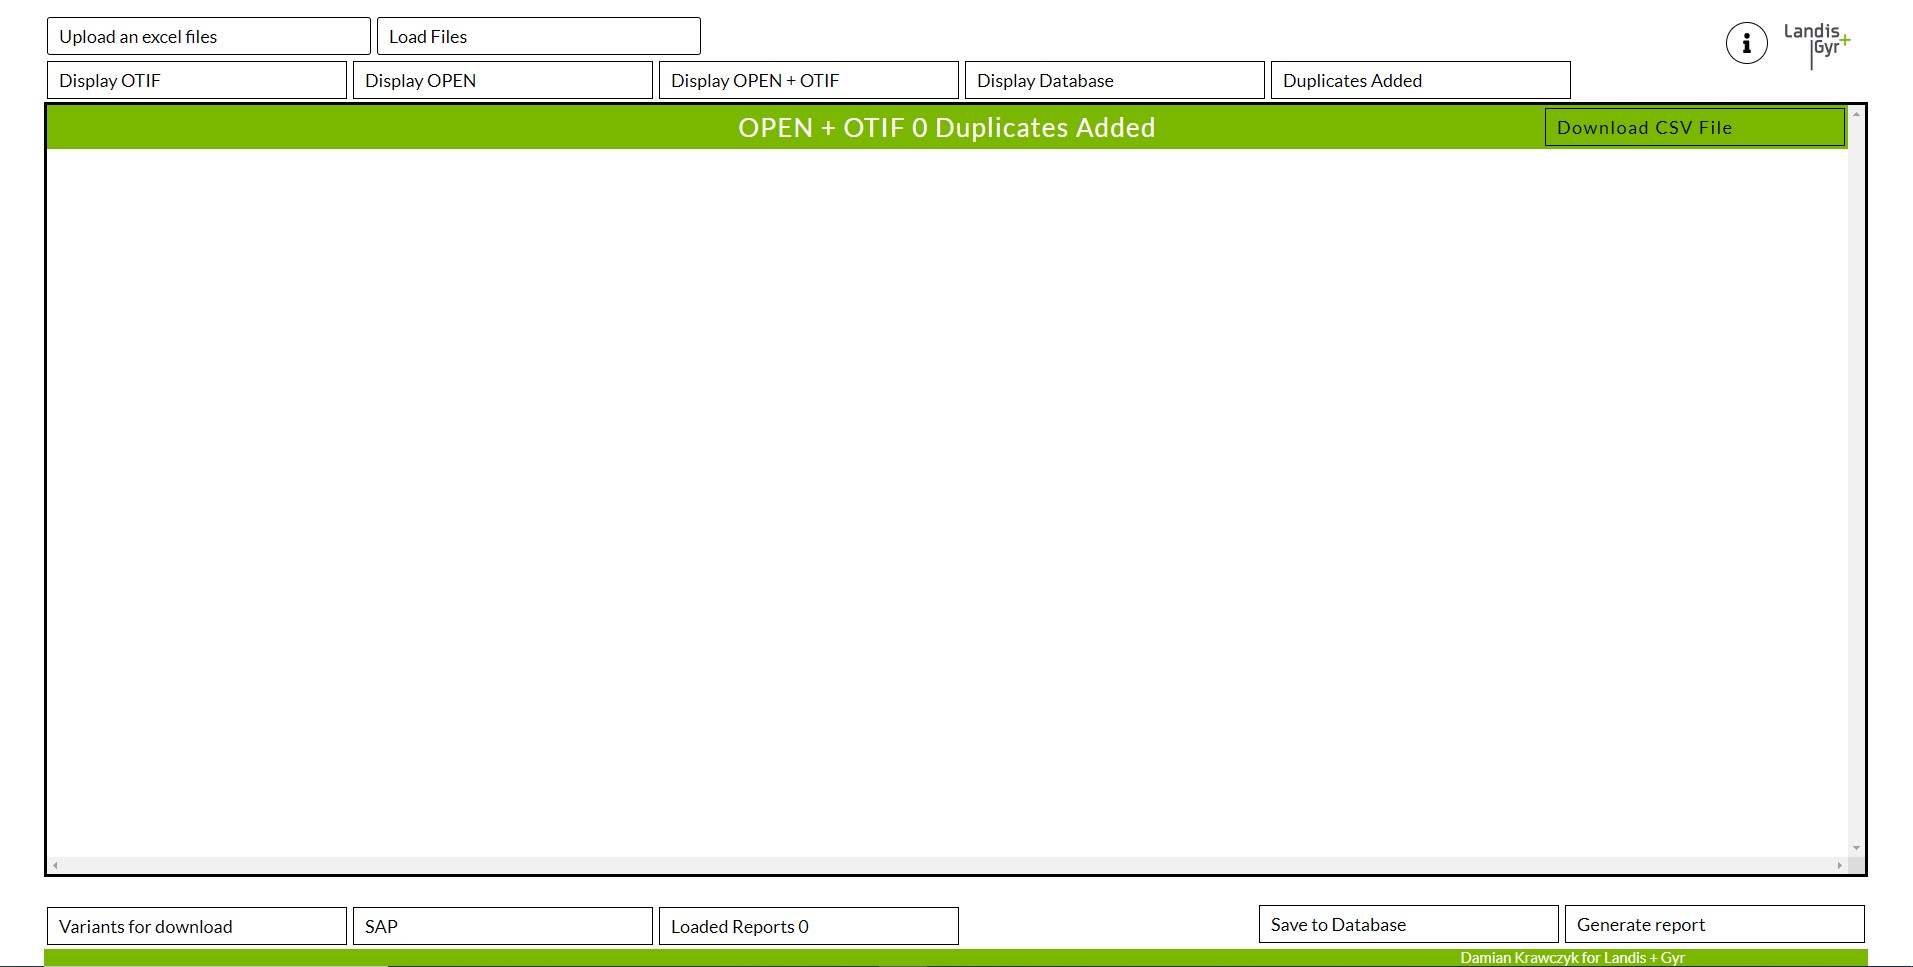 Upload an excel files
Load Files
Landis+
Gyr
Display OTIF
Display OPEN
Display OPEN + OTIF
Display Database
Duplicates Added
OPEN + OTIF 0 Duplicates Added
Download CSV File
Variants for download
SAP
Loaded Reports 0
Save to Database
Generate report
Damian Krawczyk for Landis + Gyr